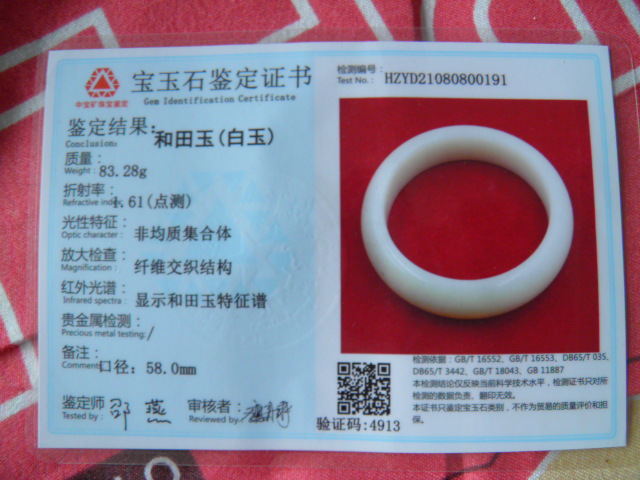 中宝矿珠宝鉴定
宝玉石鉴定证书
Gem Identification Certificate
检测编号:
Test No.: HZYD21080800191
鉴定结果:
Conclusion:
和田玉(白玉)
质量:
Weight: 83.28g
折射率:
Refractive index: 1.61(点测)
光性特征:
Optic character: 非均质集合体
放大检查:
Magnification: 纤维交织结构
红外光谱:
Infrared spectra: 显示和田玉特征谱
贵金属检测:
Precious metal testing: /
备注:
Comment: 口径: 58.0mm
鉴定师
Tested by: 邵 燕
审核者:
Reviewed by:
验证码:4913
检测依据: GB/T 16552、GB/T 16553、DB65/T 035、
DB65/T 3442、GB/T 18043、GB 11887
本检测结论仅反映当前科学技术水平，检测证书只对所
检测的数据负责、翻印无效。
本证书只鉴定宝玉石类别，不作为贸易的质量评价和担
保。